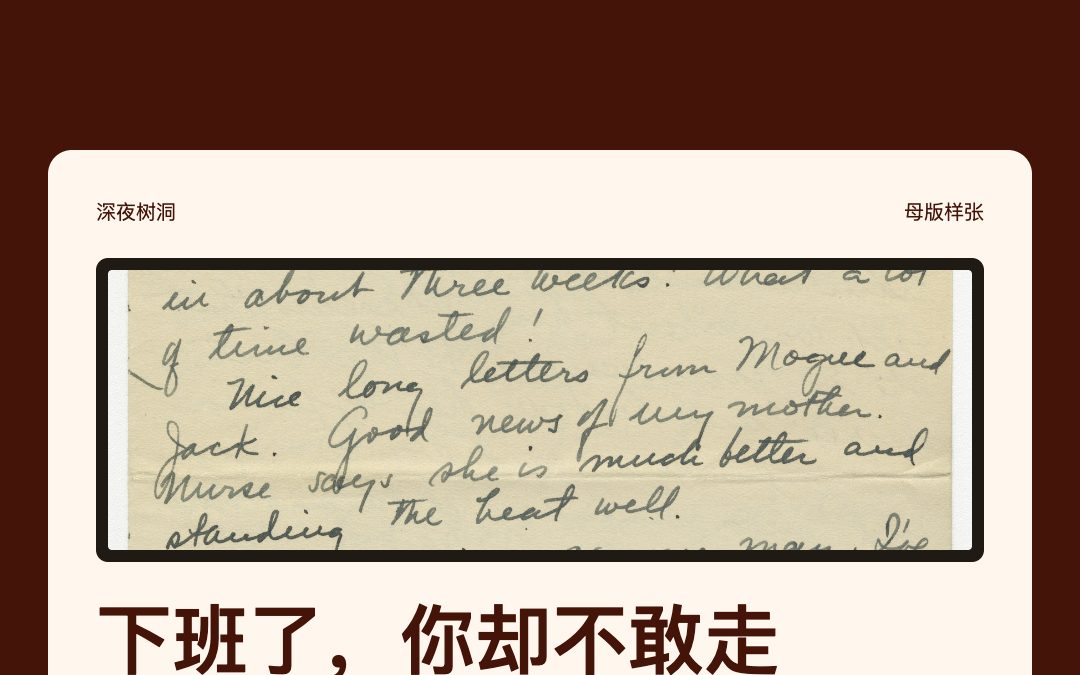 深夜树洞
母版样张
in about three weeks! What a lot
of time wasted!
Nice long letters from Mogue and
Jack. Good news of my mother.
Nurse says she is much better and
standing the heat well.
man. I've
下班了，你却不敢走